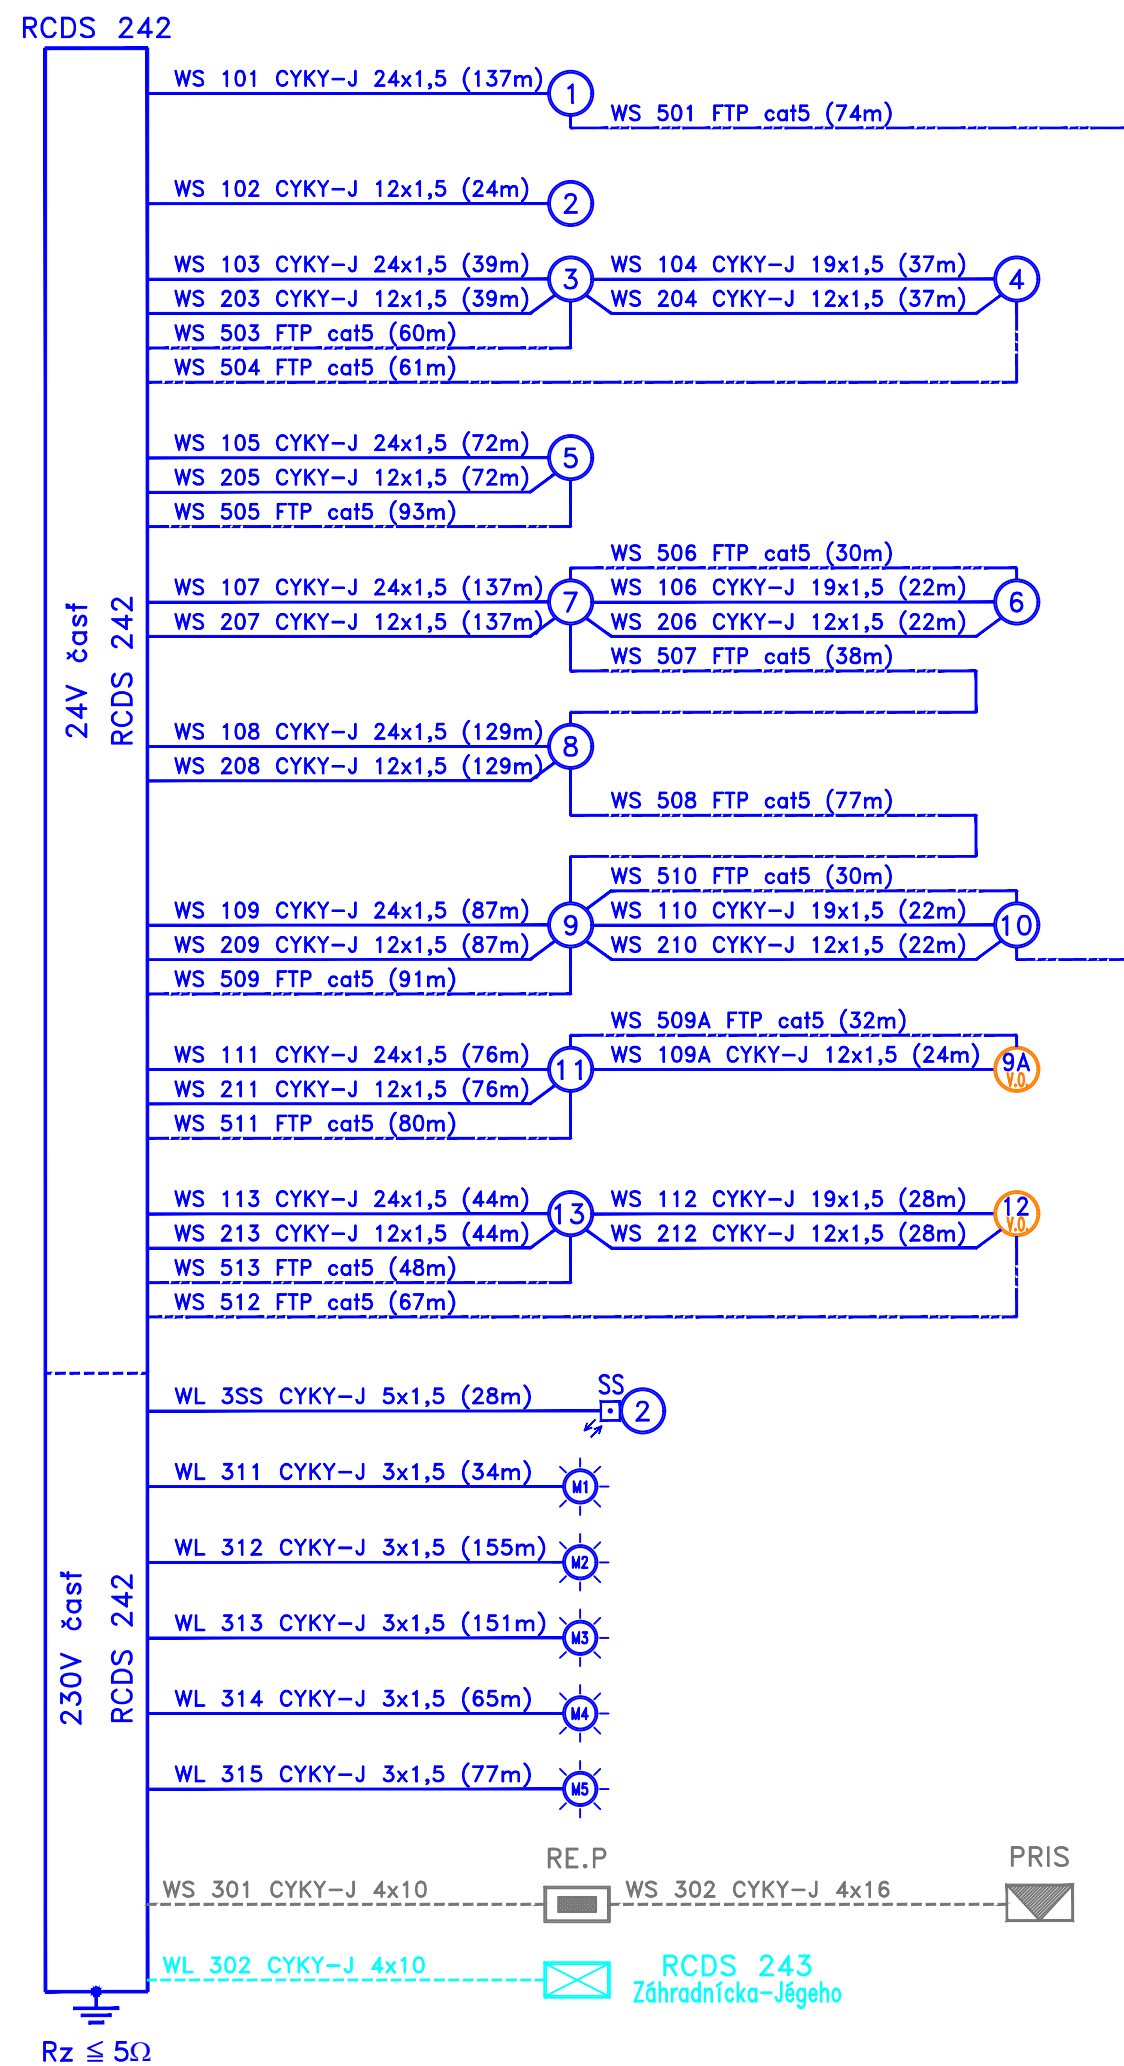 RCDS 242
WS 101 CYKY-J 24x1,5 (137m)
1
WS 501 FTP cat5 (74m)
WS 102 CYKY-J 12x1,5 (24m)
2
WS 103 CYKY-J 24x1,5 (39m)
3
WS 104 CYKY-J 19x1,5 (37m)
4
WS 203 CYKY-J 12x1,5 (39m)
WS 204 CYKY-J 12x1,5 (37m)
WS 503 FTP cat5 (60m)
WS 504 FTP cat5 (61m)
WS 105 CYKY-J 24x1,5 (72m)
5
WS 205 CYKY-J 12x1,5 (72m)
WS 505 FTP cat5 (93m)
WS 506 FTP cat5 (30m)
WS 107 CYKY-J 24x1,5 (137m)
7
WS 106 CYKY-J 19x1,5 (22m)
6
WS 207 CYKY-J 12x1,5 (137m)
WS 206 CYKY-J 12x1,5 (22m)
WS 507 FTP cat5 (38m)
24V časť
RCDS 242
WS 108 CYKY-J 24x1,5 (129m)
8
WS 208 CYKY-J 12x1,5 (129m)
WS 508 FTP cat5 (77m)
WS 510 FTP cat5 (30m)
WS 109 CYKY-J 24x1,5 (87m)
9
WS 110 CYKY-J 19x1,5 (22m)
10
WS 209 CYKY-J 12x1,5 (87m)
WS 210 CYKY-J 12x1,5 (22m)
WS 509 FTP cat5 (91m)
WS 509A FTP cat5 (32m)
WS 111 CYKY-J 24x1,5 (76m)
11
WS 109A CYKY-J 12x1,5 (24m)
9A
V.O.
WS 211 CYKY-J 12x1,5 (76m)
WS 511 FTP cat5 (80m)
WS 113 CYKY-J 24x1,5 (44m)
13
WS 112 CYKY-J 19x1,5 (28m)
12
V.O.
WS 213 CYKY-J 12x1,5 (44m)
WS 212 CYKY-J 12x1,5 (28m)
WS 513 FTP cat5 (48m)
WS 512 FTP cat5 (67m)
WL 3SS CYKY-J 5x1,5 (28m)
SS
2
WL 311 CYKY-J 3x1,5 (34m)
M1
WL 312 CYKY-J 3x1,5 (155m)
M2
230V časť
RCDS 242
WL 313 CYKY-J 3x1,5 (151m)
M3
WL 314 CYKY-J 3x1,5 (65m)
M4
WL 315 CYKY-J 3x1,5 (77m)
M5
WS 301 CYKY-J 4x10
RE.P
WS 302 CYKY-J 4x16
PRIS
WL 302 CYKY-J 4x10
RCDS 243
Záhradnícka-Jégeho
Rz ≦ 5Ω